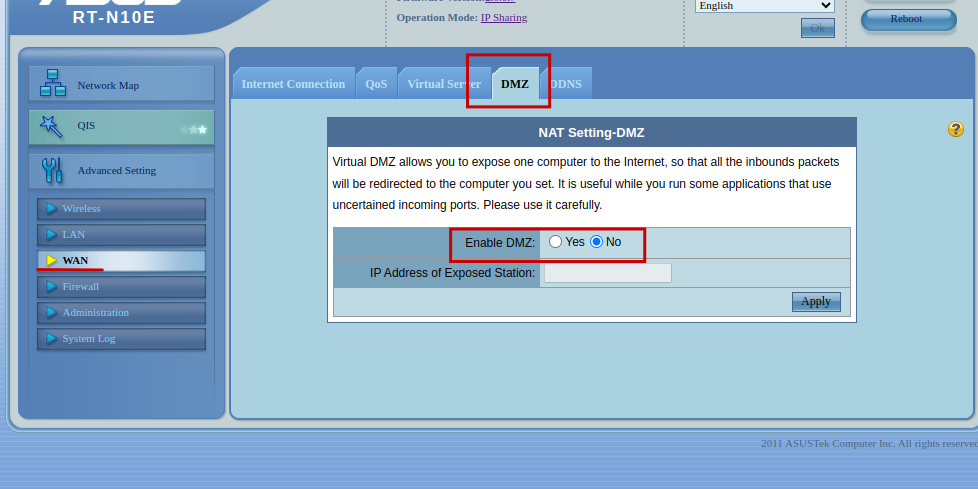 RT-N10E
Operation Mode: IP Sharing
English
Ok
Reboot
Internet Connection
QoS
Virtual Server
DMZ
DDNS
Network Map
QIS
Advanced Setting
Wireless
LAN
WAN
Firewall
Administration
System Log
NAT Setting-DMZ
Virtual DMZ allows you to expose one computer to the Internet, so that all the inbounds packets
will be redirected to the computer you set. It is useful while you run some applications that use
uncertained incoming ports. Please use it carefully.
Enable DMZ: Yes No
IP Address of Exposed Station:
Apply
2011 ASUSTek Computer Inc. All rights reserved